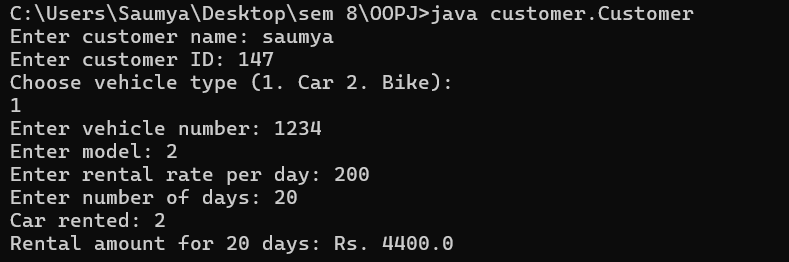 C:\Users\Saumya\Desktop\sem 8\OOPJ>java customer.Customer
Enter customer name: saumya
Enter customer ID: 147
Choose vehicle type (1. Car 2. Bike):
1
Enter vehicle number: 1234
Enter model: 2
Enter rental rate per day: 200
Enter number of days: 20
Car rented: 2
Rental amount for 20 days: Rs. 4400.0